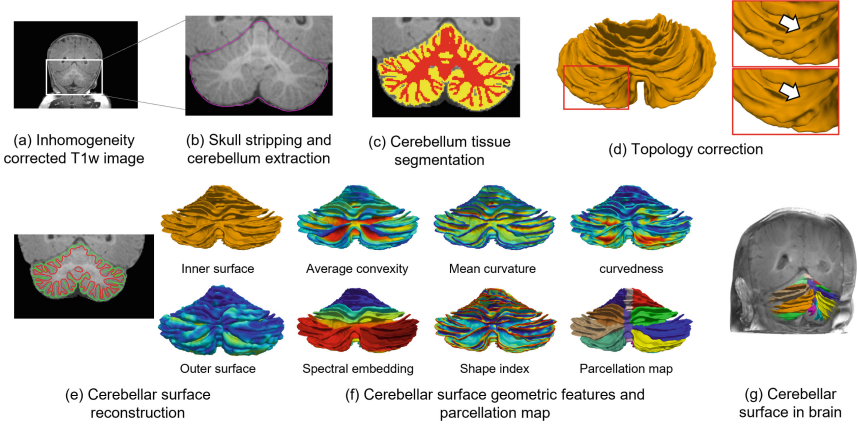 (a) Inhomogeneity
corrected T1w image
(b) Skull stripping and
cerebellum extraction
(c) Cerebellum tissue
segmentation
(d) Topology correction
Inner surface
Average convexity
Mean curvature
curvedness
Outer surface
Spectral embedding
Shape index
Parcellation map
(e) Cerebellar surface
reconstruction
(f) Cerebellar surface geometric features and
parcellation map
(g) Cerebellar
surface in brain